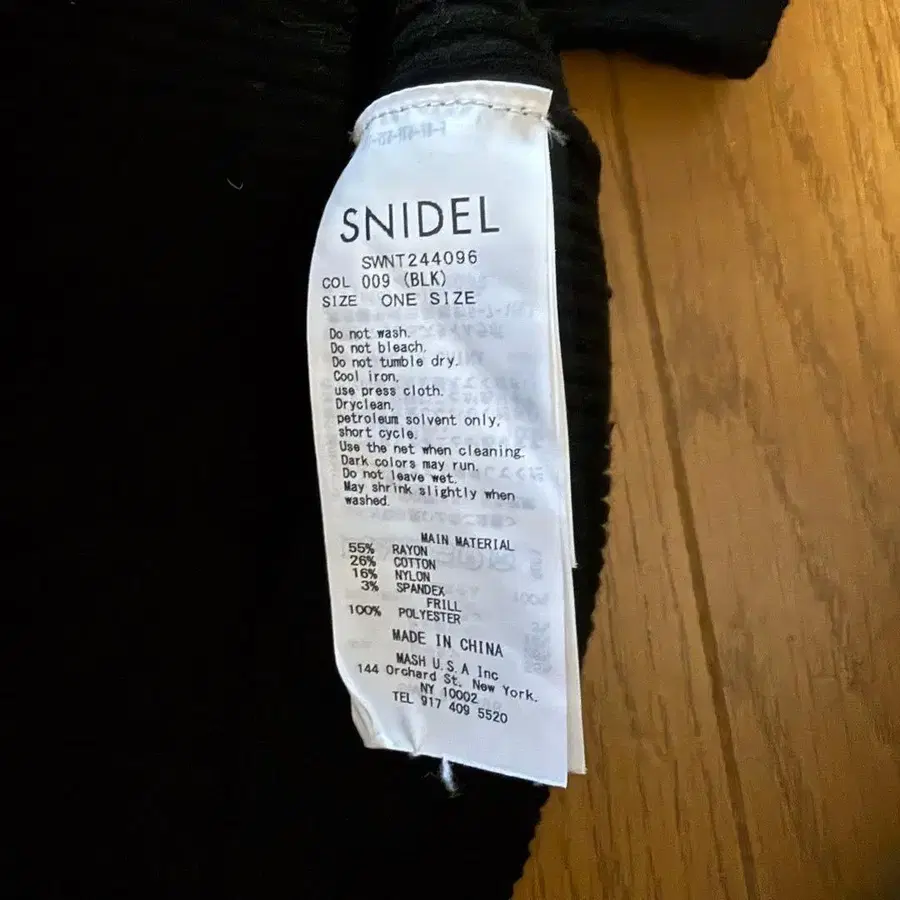 SNIDEL
SWNT244096
COL 009 (BLK)
SIZE ONE SIZE
Do not wash.
Do not bleach.
Do not tumble dry.
Cool iron,
use press cloth.
Dryclean,
petroleum solvent only,
short cycle.
Use the net when cleaning.
Dark colors may run.
Do not leave wet.
May shrink slightly when
washed.
MAIN MATERIAL
55% RAYON
26% COTTON
16% NYLON
3% SPANDEX
FRILL
100% POLYESTER
MADE IN CHINA
MASH U.S.A Inc
144 Orchard St. New York.
NY 10002
TEL 917 409 5520